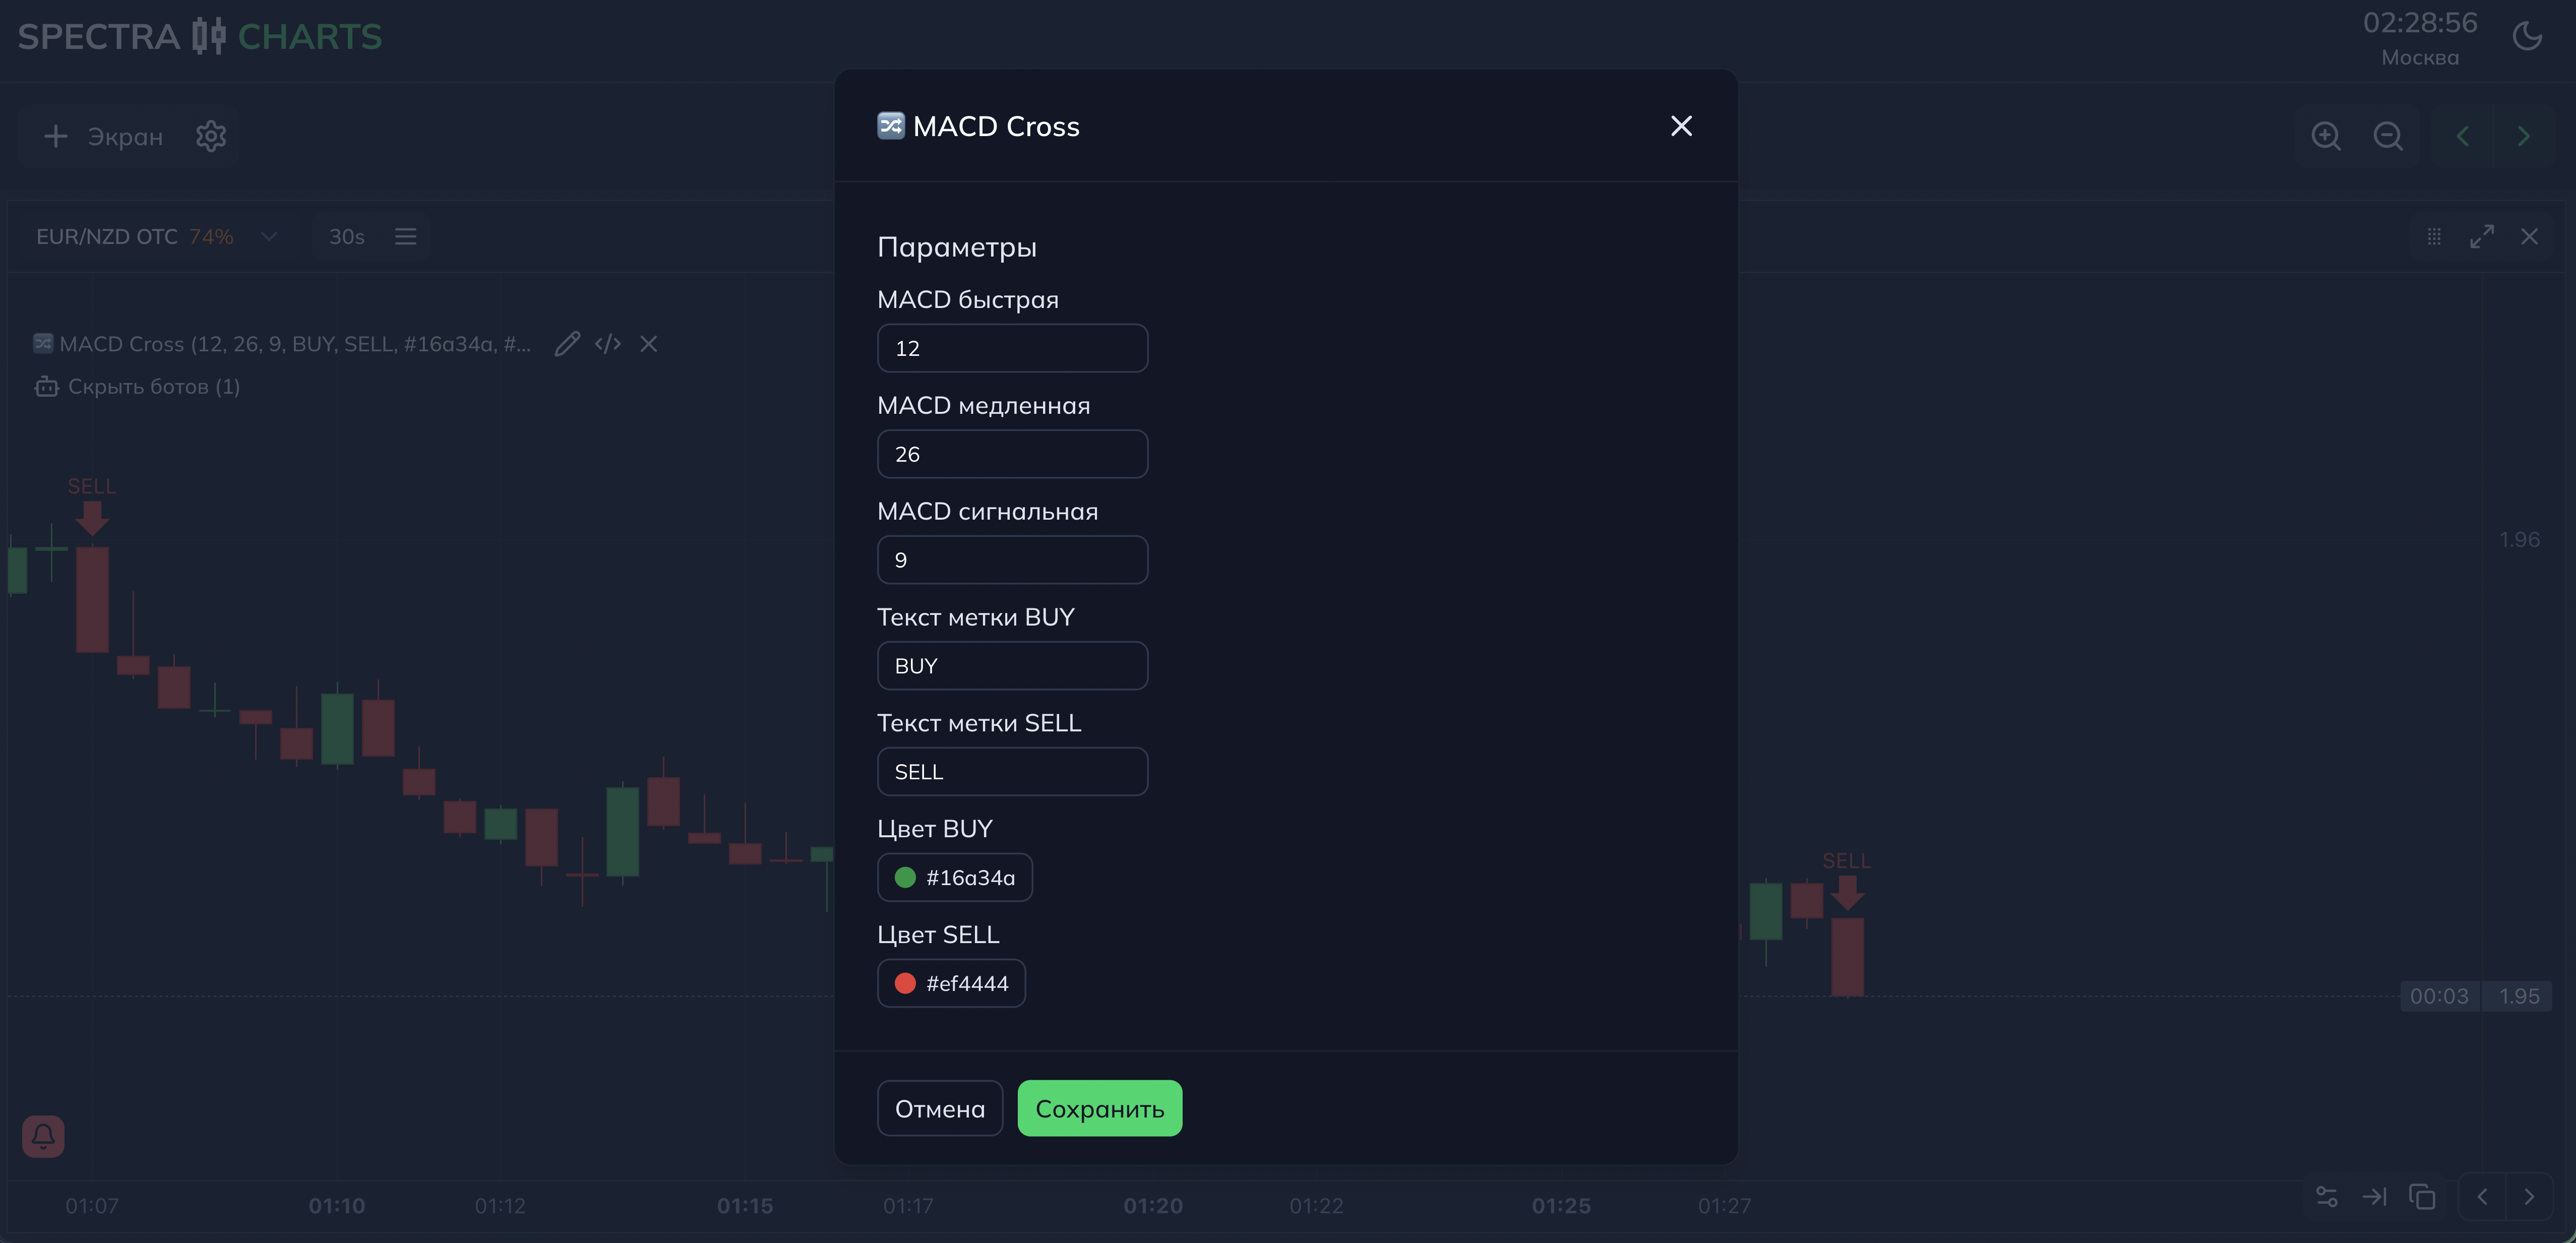 SPECTRA CHARTS
02:28:56
Москва
Экран
EUR/NZD OTC 74%
30s
MACD Cross (12, 26, 9, BUY, SELL, #16a34a, #...
Скрыть ботов (1)
SELL
MACD Cross
Параметры
MACD быстрая
12
MACD медленная
26
MACD сигнальная
9
Текст метки BUY
BUY
Текст метки SELL
SELL
Цвет BUY
#16a34a
Цвет SELL
#ef4444
Отмена
Сохранить
1.96
SELL
00:03 1.95
01:07 01:10 01:12 01:15 01:17 01:20 01:22 01:25 01:27